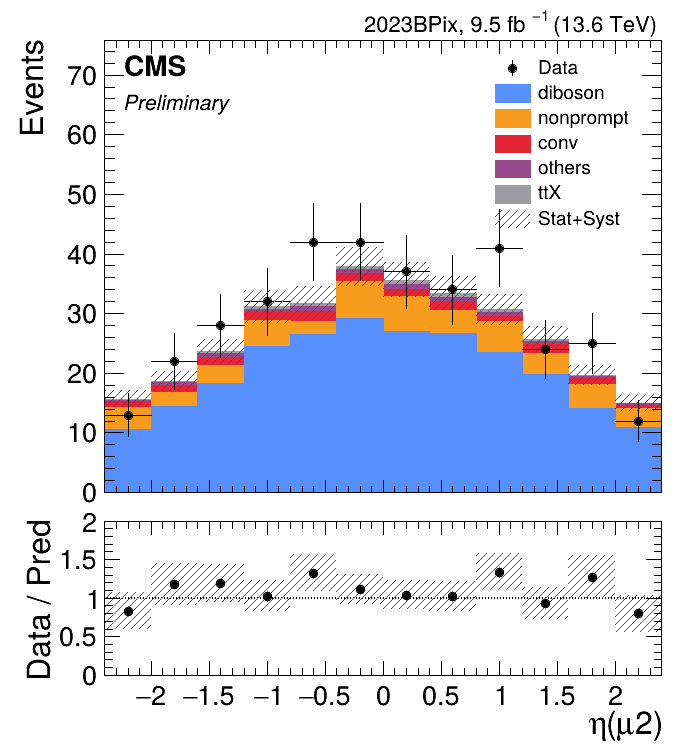 2023BPix, 9.5 fb⁻¹ (13.6 TeV)
CMS
Preliminary
Events
70
60
50
40
30
20
10
0
Data
diboson
nonprompt
conv
others
ttX
Stat+Syst
Data / Pred
2
1.5
1
0.5
0
−2 −1.5 −1 −0.5 0 0.5 1 1.5 2
η(μ2)